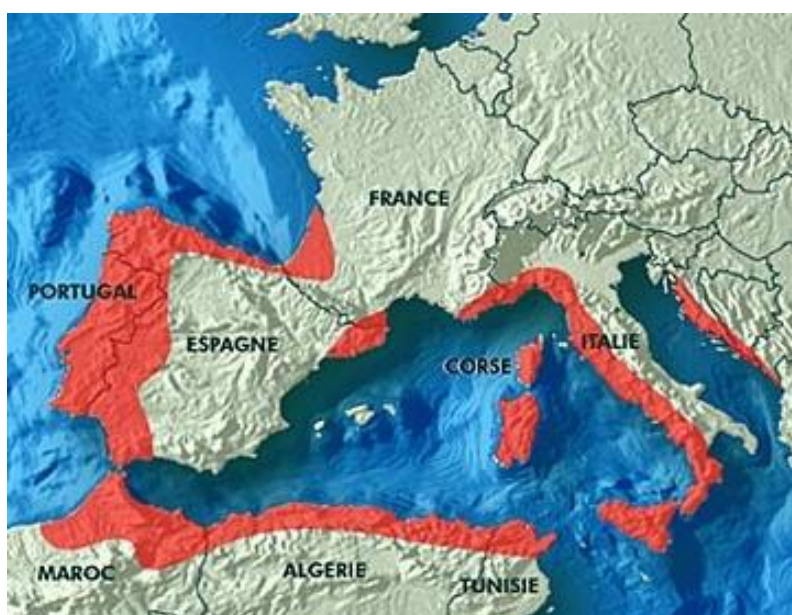 FRANCE
PORTUGAL
ESPAGNE
ITALIE
CORSE
MAROC
ALGERIE
TUNISIE